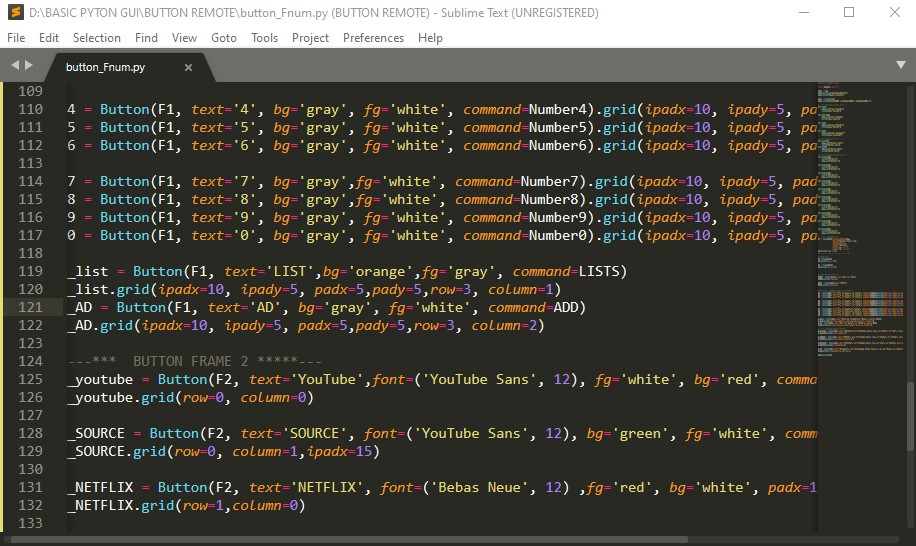 D:\BASIC PYTON GUI\BUTTON REMOTE\button_Fnum.py (BUTTON REMOTE) - Sublime Text (UNREGISTERED)
File Edit Selection Find View Goto Tools Project Preferences Help
button_Fnum.py ×
109
110 4 = Button(F1, text='4', bg='gray', fg='white', command=Number4).grid(ipadx=10, ipady=5, pa
111 5 = Button(F1, text='5', bg='gray', fg='white', command=Number5).grid(ipadx=10, ipady=5, pa
112 6 = Button(F1, text='6', bg='gray', fg='white', command=Number6).grid(ipadx=10, ipady=5, pa
113
114 7 = Button(F1, text='7', bg='gray',fg='white', command=Number7).grid(ipadx=10, ipady=5, pad
115 8 = Button(F1, text='8', bg='gray',fg='white', command=Number8).grid(ipadx=10, ipady=5, pad
116 9 = Button(F1, text='9', bg='gray', fg='white', command=Number9).grid(ipadx=10, ipady=5, pa
117 0 = Button(F1, text='0', bg='gray', fg='white', command=Number0).grid(ipadx=10, ipady=5, pa
118
119 _list = Button(F1, text='LIST',bg='orange',fg='gray', command=LISTS)
120 _list.grid(ipadx=10, ipady=5, padx=5,pady=5,row=3, column=1)
121 _AD = Button(F1, text='AD', bg='gray', fg='white', command=ADD)
122 _AD.grid(ipadx=10, ipady=5, padx=5,pady=5,row=3, column=2)
123
124 ---*** BUTTON FRAME 2 *****---
125 _youtube = Button(F2, text='YouTube',font=('YouTube Sans', 12), fg='white', bg='red', comma
126 _youtube.grid(row=0, column=0)
127
128 _SOURCE = Button(F2, text='SOURCE', font=('YouTube Sans', 12), bg='green', fg='white', comm
129 _SOURCE.grid(row=0, column=1,ipadx=15)
130
131 _NETFLIX = Button(F2, text='NETFLIX', font=('Bebas Neue', 12) ,fg='red', bg='white', padx=1
132 _NETFLIX.grid(row=1,column=0)
133